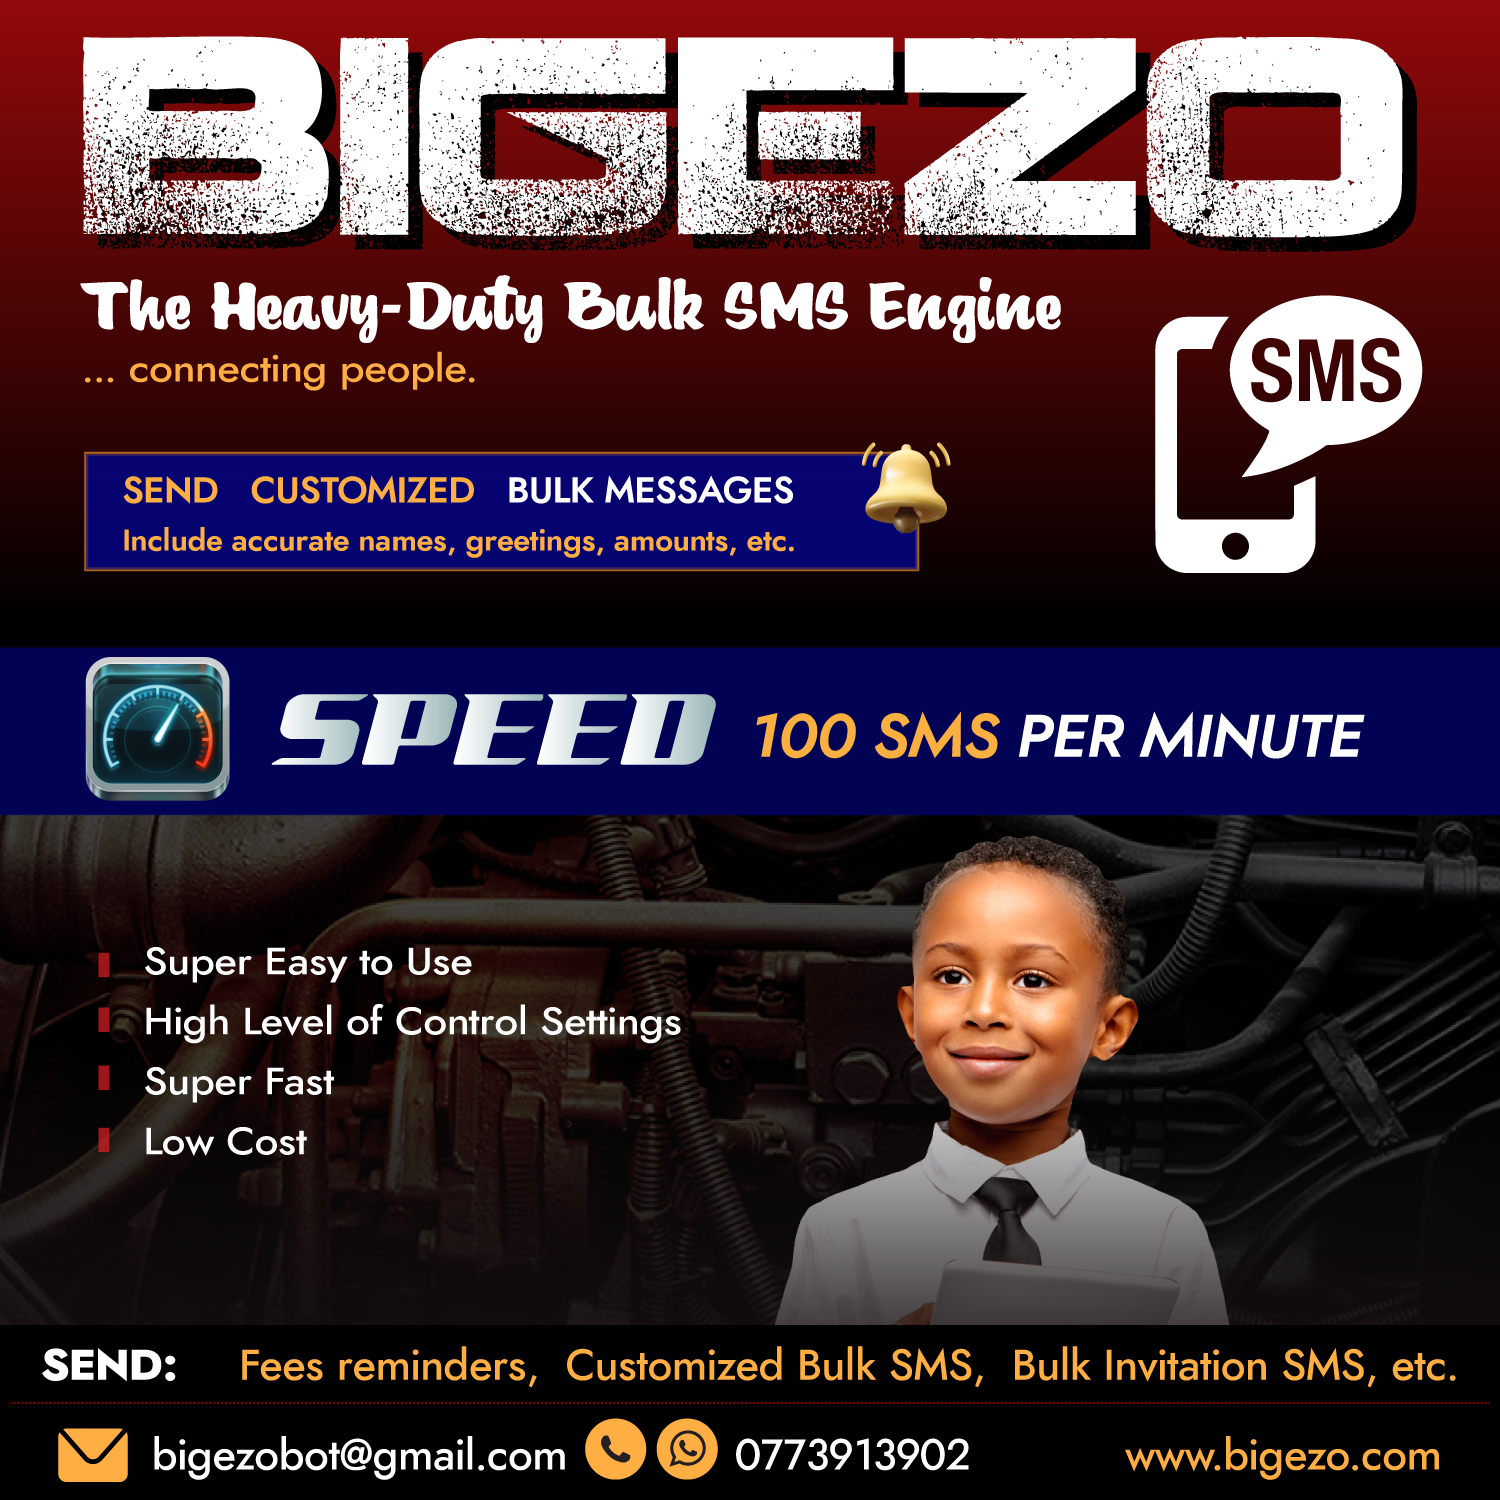 BIGEZO
The Heavy-Duty Bulk SMS Engine
... connecting people.
SMS
SEND CUSTOMIZED BULK MESSAGES
Include accurate names, greetings, amounts, etc.
SPEED 100 SMS PER MINUTE
Super Easy to Use
High Level of Control Settings
Super Fast
Low Cost
SEND: Fees reminders, Customized Bulk SMS, Bulk Invitation SMS, etc.
bigezobot@gmail.com 0773913902 www.bigezo.com